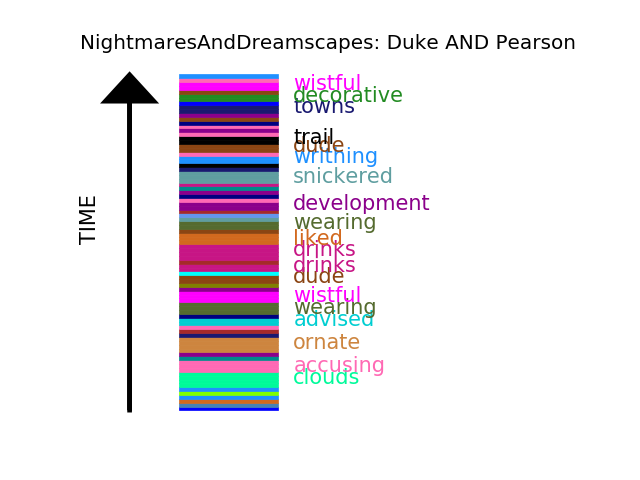 NightmaresAndDreamscapes: Duke AND Pearson
TIME
wistful
decorative
towns
trail
dude
writhing
snickered
development
wearing
liked
drinks
drinks
dude
wistful
wearing
advised
ornate
accusing
clouds